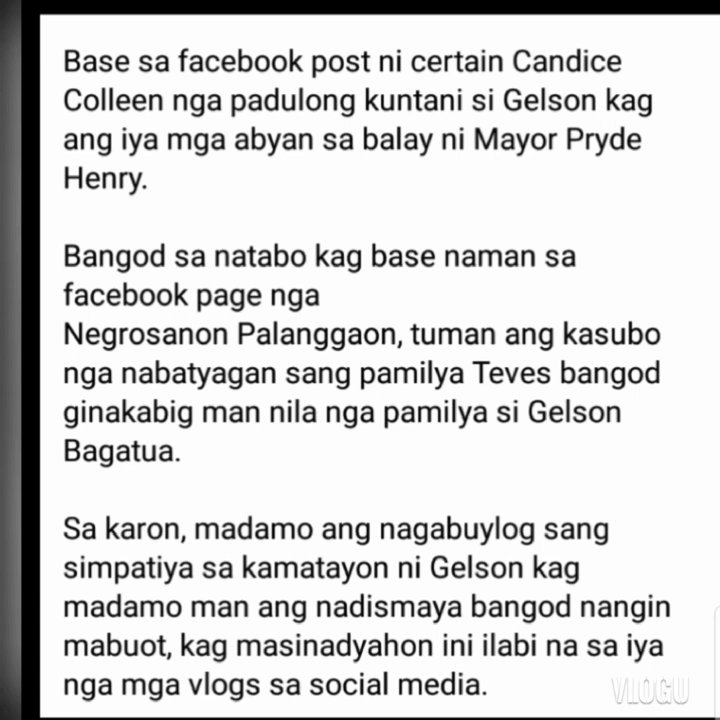 Base sa facebook post ni certain Candice
Colleen nga padulong kuntani si Gelson kag
ang iya mga abyan sa balay ni Mayor Pryde
Henry.
Bangod sa natabo kag base naman sa
facebook page nga
Negrosanon Palanggaon, tuman ang kasubo
nga nabatyagan sang pamilya Teves bangod
ginakabig man nila nga pamilya si Gelson
Bagatua.
Sa karon, madamo ang nagabuylog sang
simpatiya sa kamatayon ni Gelson kag
madamo man ang nadismaya bangod nangin
mabuot, kag masinadyahon ini ilabi na sa iya
nga mga vlogs sa social media.
VLOGU